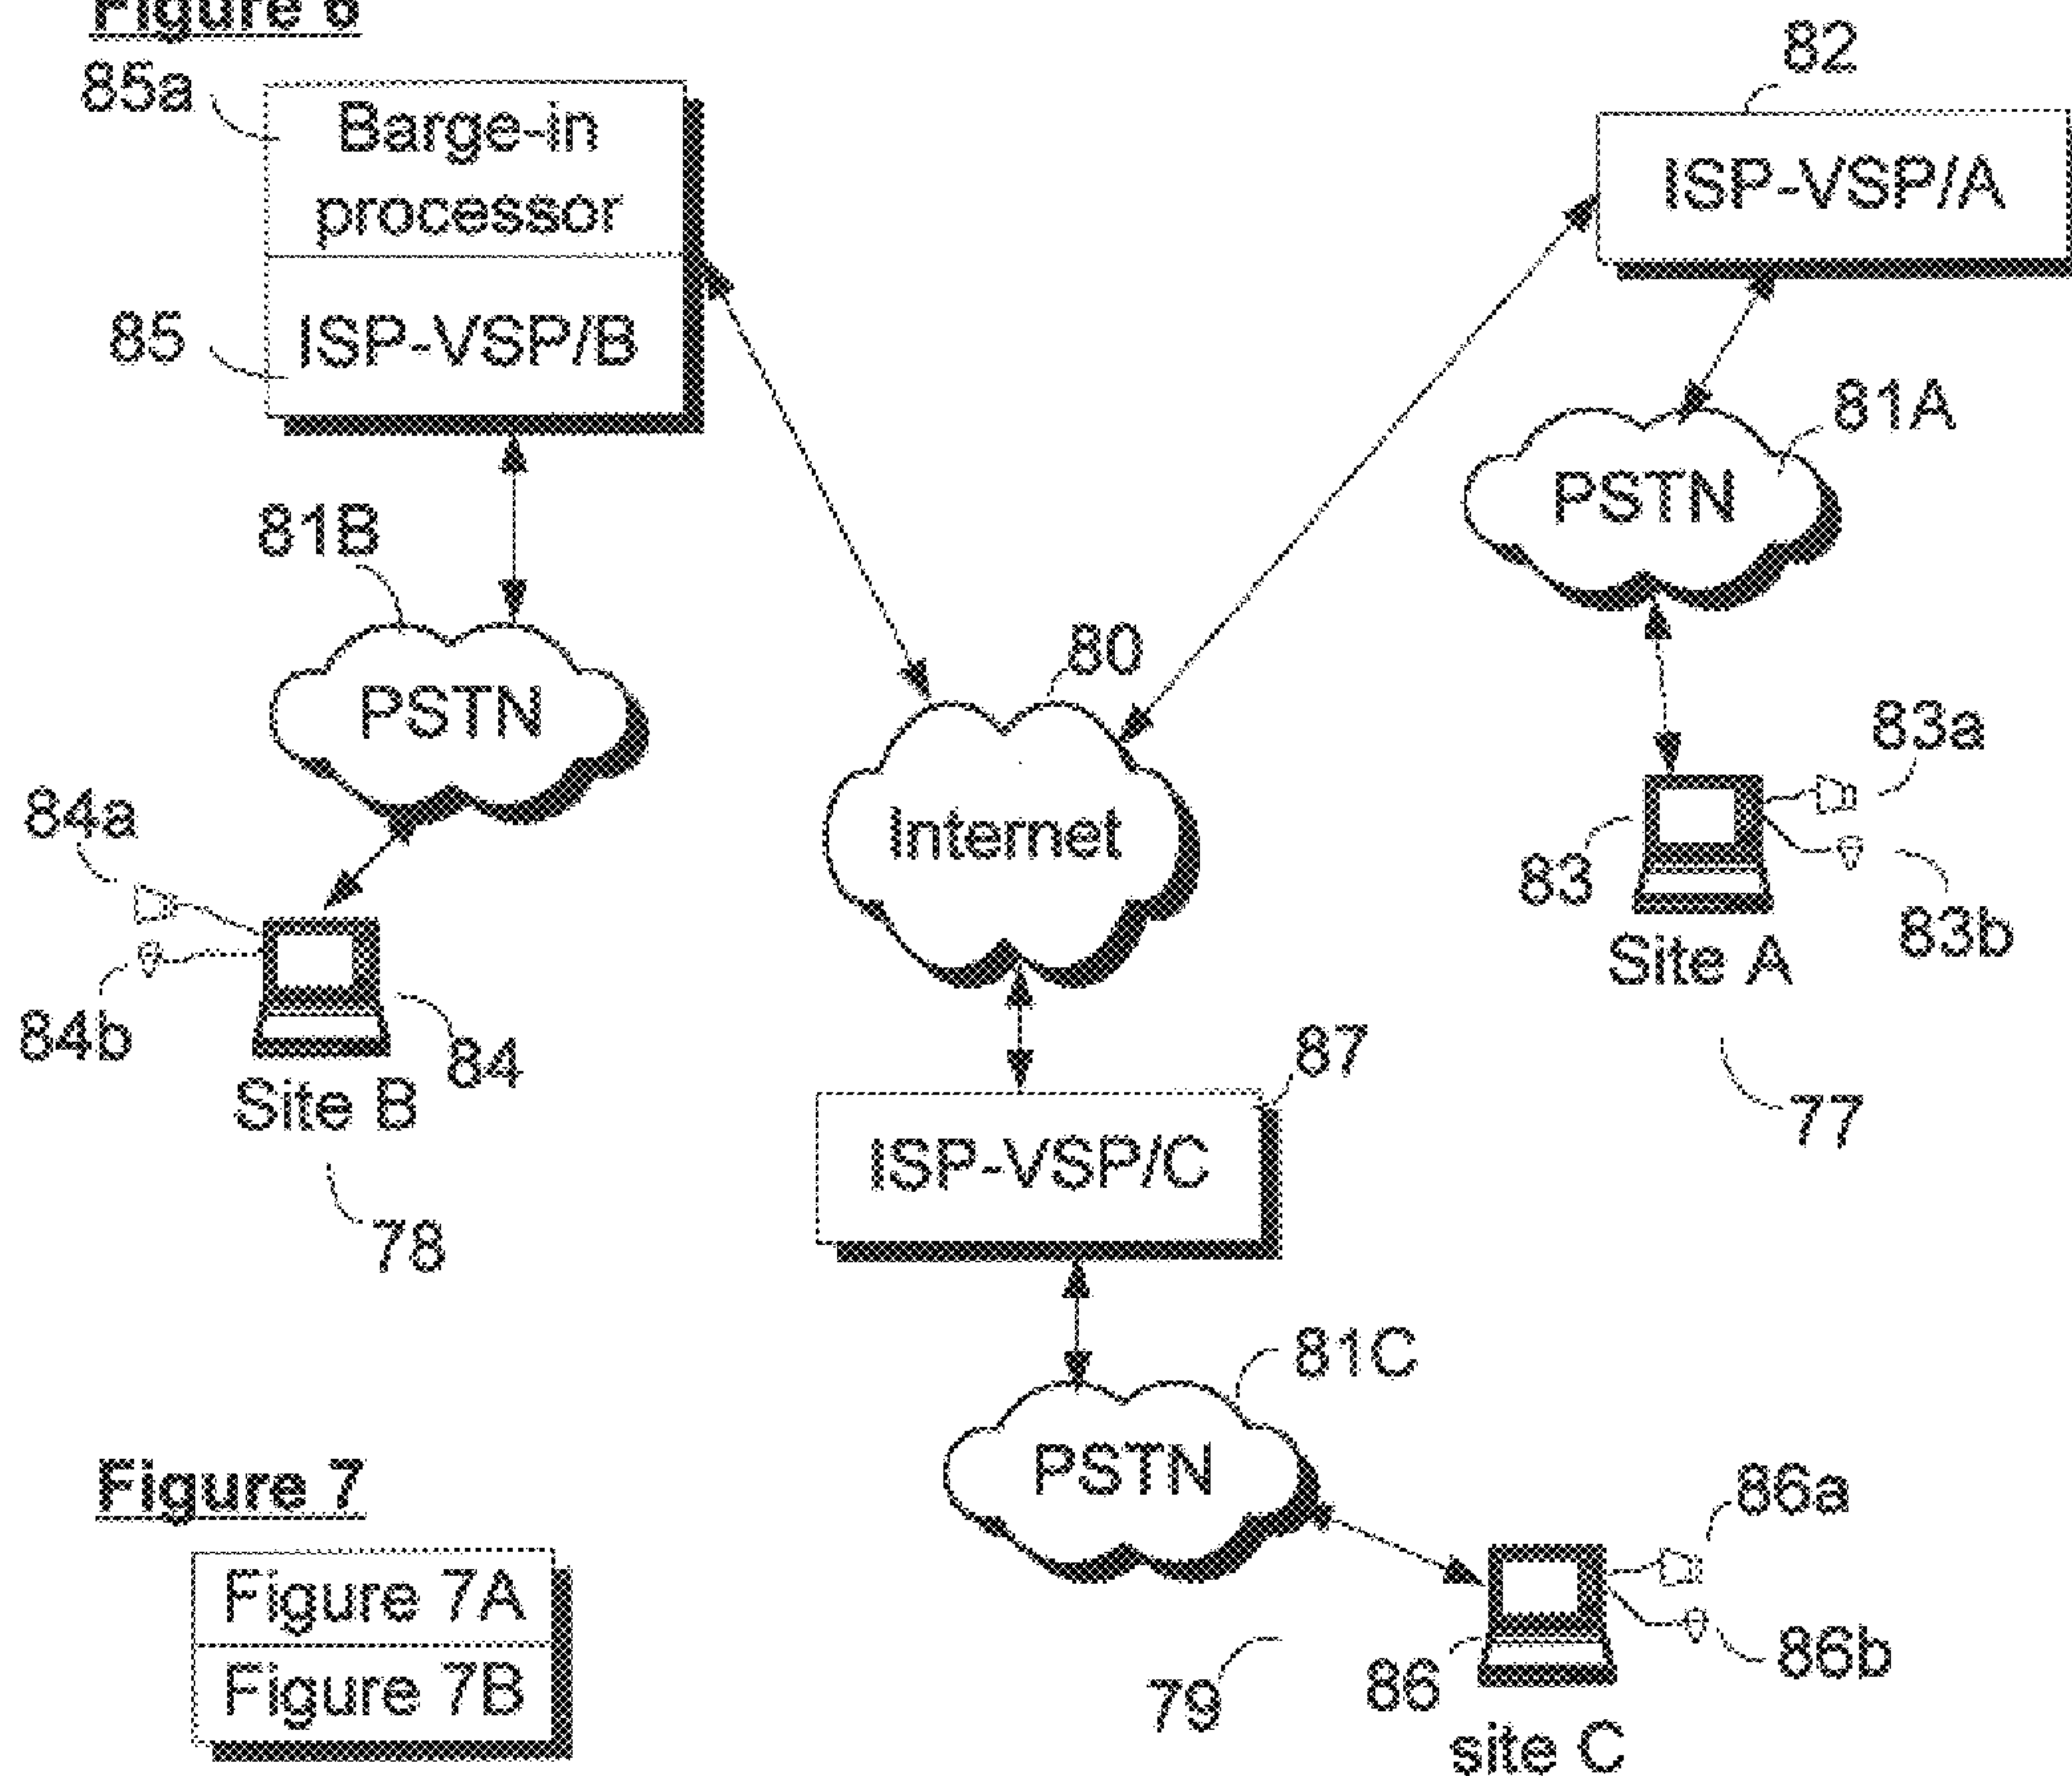 Figure 6
85a
Barge-in
processor
82
ISP-VSP/A
85
ISP-VSP/B
81A
PSTN
81B
PSTN
80
Internet
83a
83
83b
Site A
84a
84b
84
Site B
77
87
ISP-VSP/C
78
81C
PSTN
Figure 7
Figure 7A
Figure 7B
86a
86b
86
79
site C